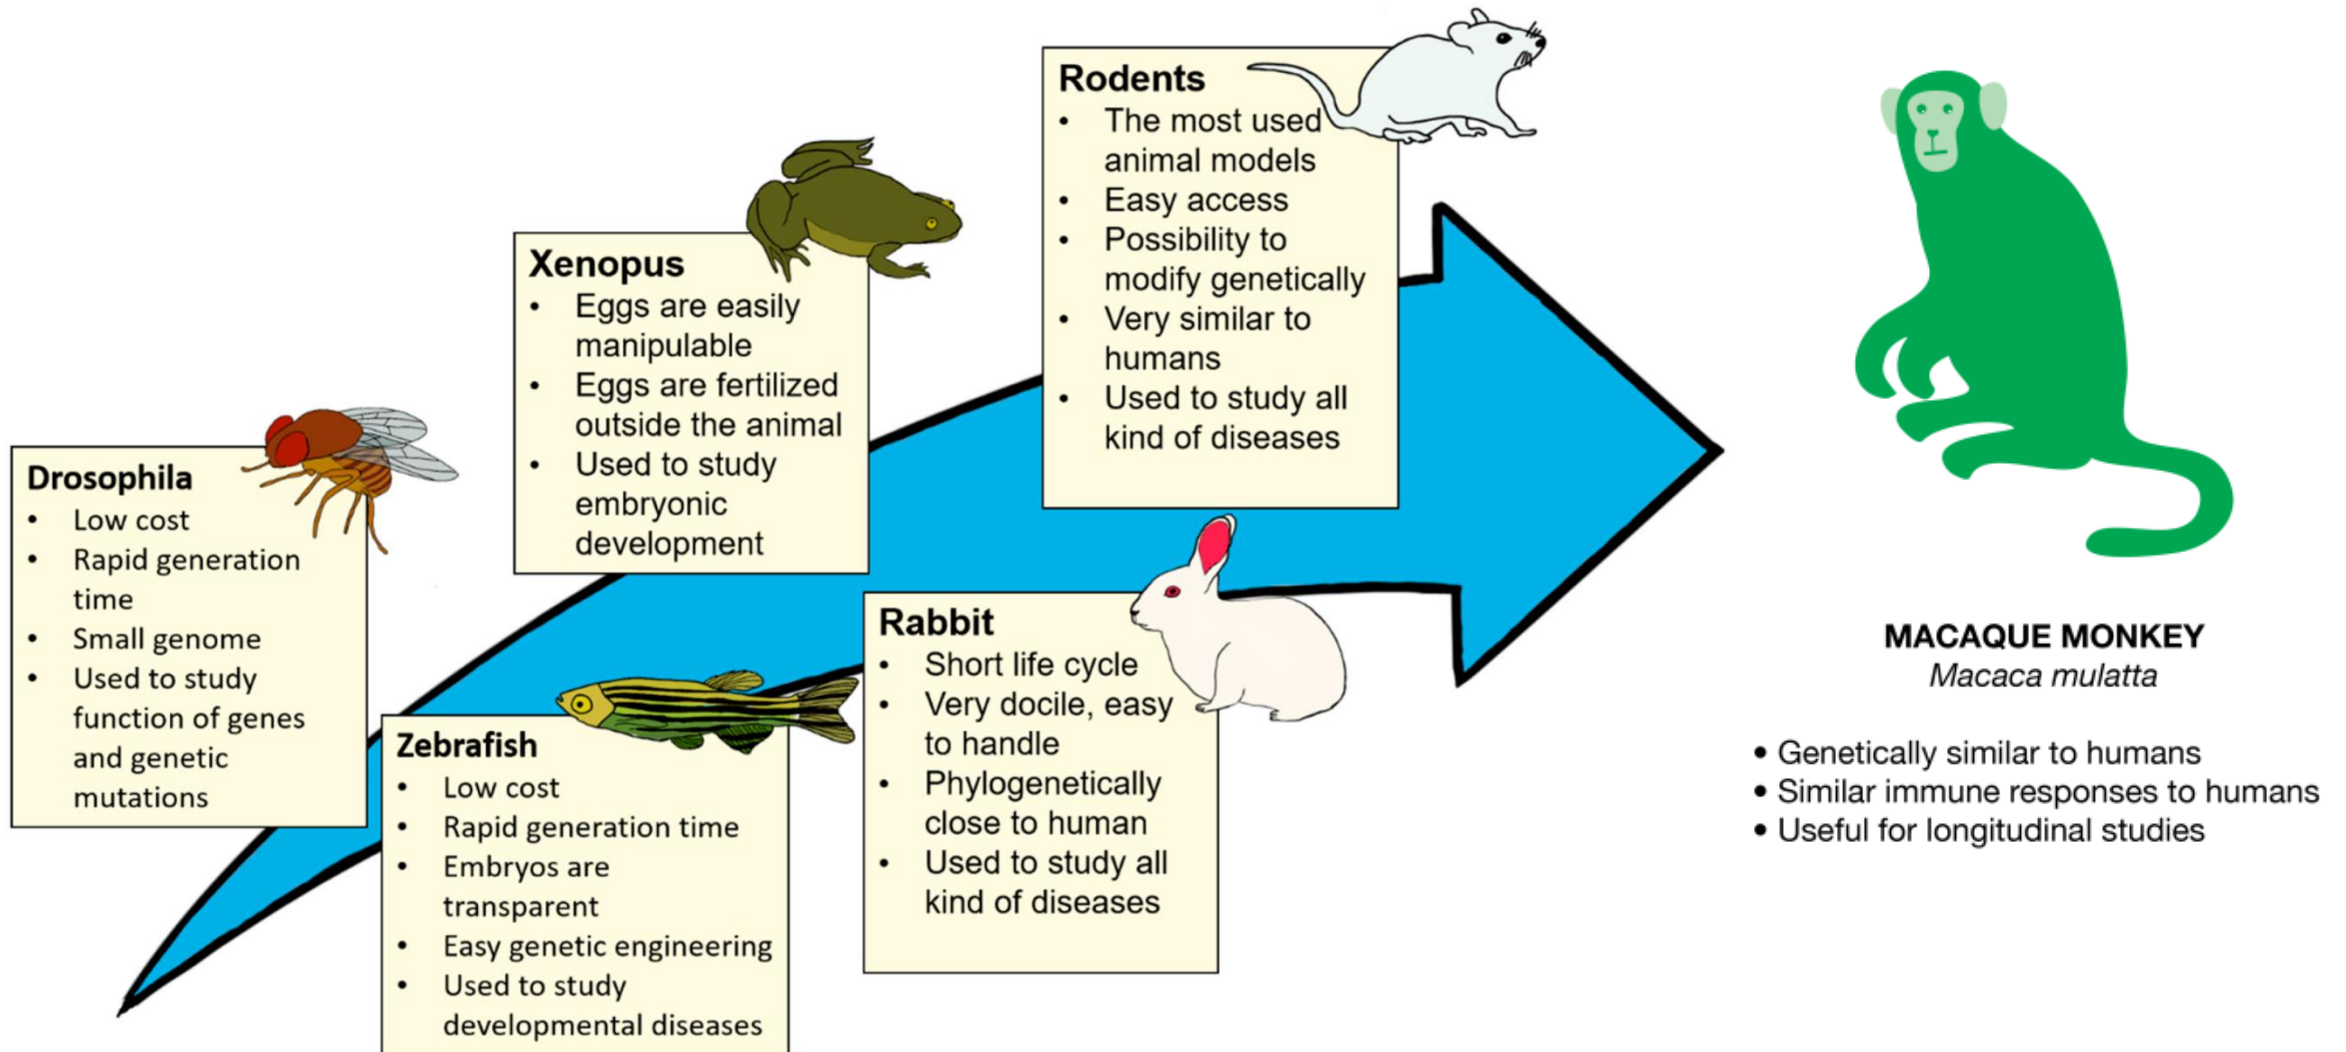 Drosophila
• Low cost
• Rapid generation
time
• Small genome
• Used to study
function of genes
and genetic
mutations
Zebrafish
• Low cost
• Rapid generation time
• Embryos are
transparent
• Easy genetic engineering
• Used to study
developmental diseases
Xenopus
• Eggs are easily
manipulable
• Eggs are fertilized
outside the animal
• Used to study
embryonic
development
Rabbit
• Short life cycle
• Very docile, easy
to handle
• Phylogenetically
close to human
• Used to study all
kind of diseases
Rodents
• The most used
animal models
• Easy access
• Possibility to
modify genetically
• Very similar to
humans
• Used to study all
kind of diseases
MACAQUE MONKEY
Macaca mulatta
• Genetically similar to humans
• Similar immune responses to humans
• Useful for longitudinal studies